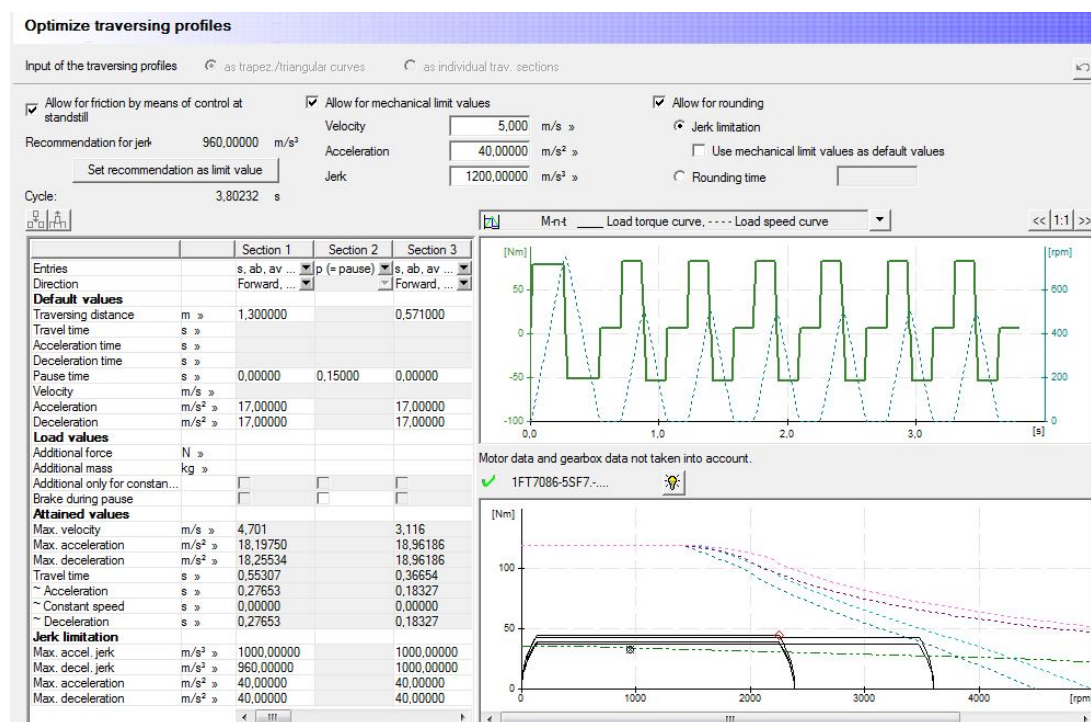 Optimize traversing profiles
Input of the traversing profiles as trapez./triangular curves as individual trav. sections
Allow for friction by means of control at standstill
Allow for mechanical limit values
Allow for rounding
Velocity 5,000 m/s »
Jerk limitation
Recommendation for jerk 960,00000 m/s³
Acceleration 40,00000 m/s² »
Use mechanical limit values as default values
Set recommendation as limit value
Jerk 1200,00000 m/s³ »
Rounding time
Cycle: 3,80232 s
M-n-t ____ Load torque curve, - - - - Load speed curve
<< 1:1 >>
Section 1 Section 2 Section 3
Entries s, ab, av ... p (= pause) s, ab, av ...
Direction Forward, ... Forward, ...
Default values
Traversing distance m » 1,300000 0,571000
Travel time s »
Acceleration time s »
Deceleration time s »
Pause time s » 0,00000 0,15000 0,00000
Velocity m/s »
Acceleration m/s² » 17,00000 17,00000
Deceleration m/s² » 17,00000 17,00000
Load values
Additional force N »
Additional mass kg »
Additional only for constan...
Brake during pause
Attained values
Max. velocity m/s » 4,701 3,116
Max. acceleration m/s² » 18,19750 18,96186
Max. deceleration m/s² » 18,25534 18,96186
Travel time s » 0,55307 0,36654
~ Acceleration s » 0,27653 0,18327
~ Constant speed s » 0,00000 0,00000
~ Deceleration s » 0,27653 0,18327
Jerk limitation
Max. accel. jerk m/s³ » 1000,00000 1000,00000
Max. decel. jerk m/s³ » 960,00000 1000,00000
Max. acceleration m/s² » 40,00000 40,00000
Max. deceleration m/s² » 40,00000 40,00000
[Nm] [rpm]
50 600
0 400
-50 200
-100 0
0,0 1,0 2,0 3,0 [s]
Motor data and gearbox data not taken into account.
1FT7086-5SF7.-....
[Nm]
100
50
0
0 1000 2000 3000 4000 [rpm]